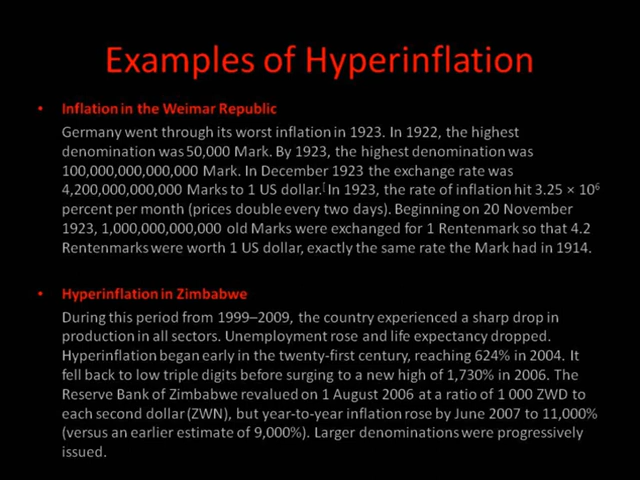 Examples of Hyperinflation
• Inflation in the Weimar Republic
Germany went through its worst inflation in 1923. In 1922, the highest
denomination was 50,000 Mark. By 1923, the highest denomination was
100,000,000,000,000 Mark. In December 1923 the exchange rate was
4,200,000,000,000 Marks to 1 US dollar.[ In 1923, the rate of inflation hit 3.25 × 10⁶
percent per month (prices double every two days). Beginning on 20 November
1923, 1,000,000,000,000 old Marks were exchanged for 1 Rentenmark so that 4.2
Rentenmarks were worth 1 US dollar, exactly the same rate the Mark had in 1914.
• Hyperinflation in Zimbabwe
During this period from 1999–2009, the country experienced a sharp drop in
production in all sectors. Unemployment rose and life expectancy dropped.
Hyperinflation began early in the twenty-first century, reaching 624% in 2004. It
fell back to low triple digits before surging to a new high of 1,730% in 2006. The
Reserve Bank of Zimbabwe revalued on 1 August 2006 at a ratio of 1 000 ZWD to
each second dollar (ZWN), but year-to-year inflation rose by June 2007 to 11,000%
(versus an earlier estimate of 9,000%). Larger denominations were progressively
issued.